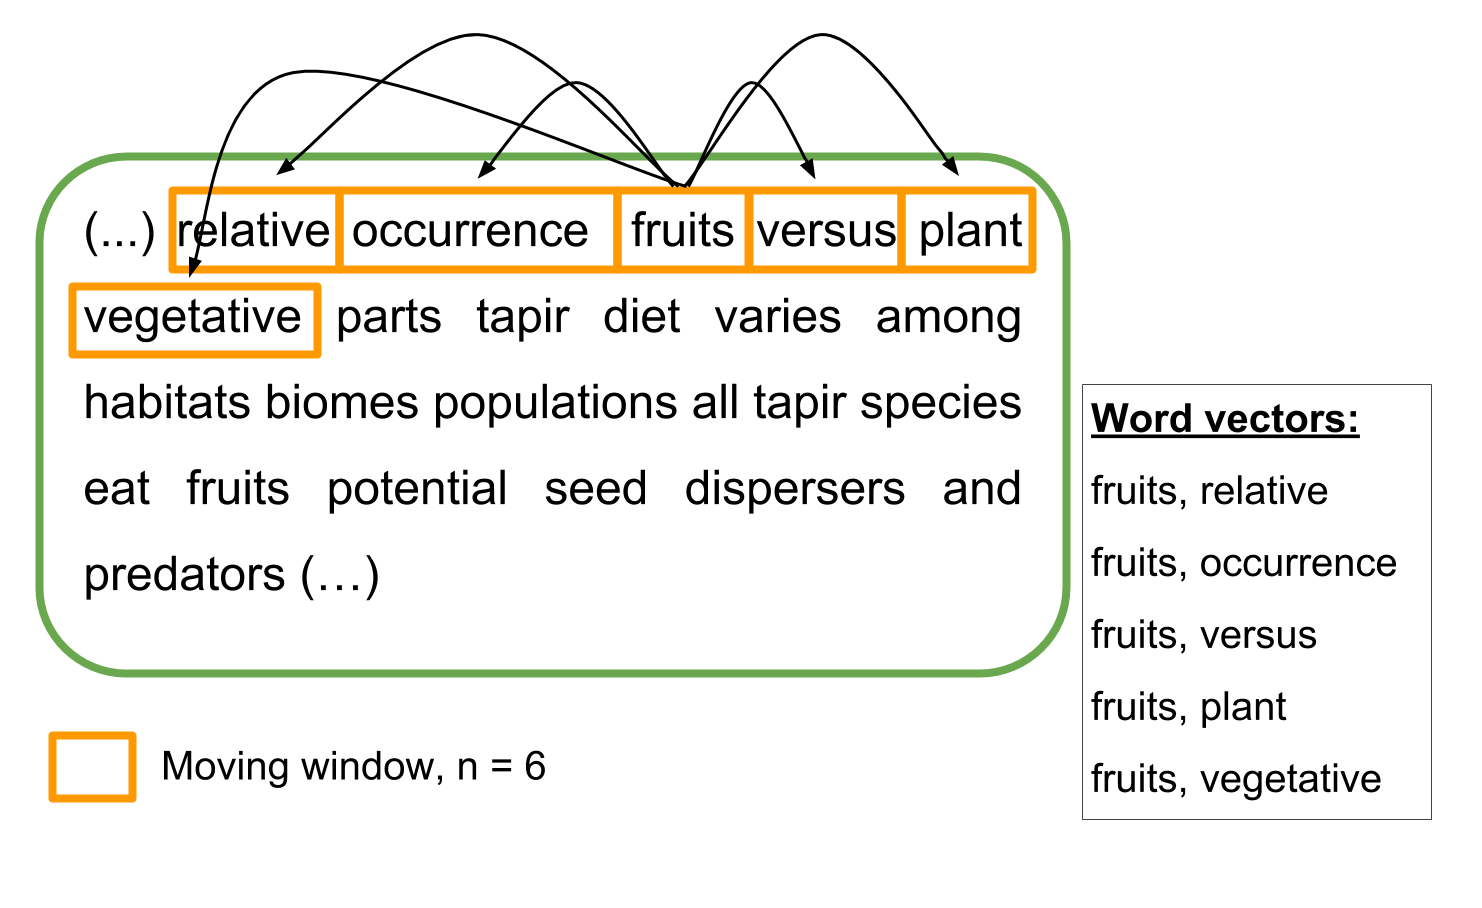 (...) relative occurrence fruits versus plant
vegetative parts tapir diet varies among
habitats biomes populations all tapir species
eat fruits potential seed dispersers and
predators (…)
Word vectors:
fruits, relative
fruits, occurrence
fruits, versus
fruits, plant
fruits, vegetative
Moving window, n = 6